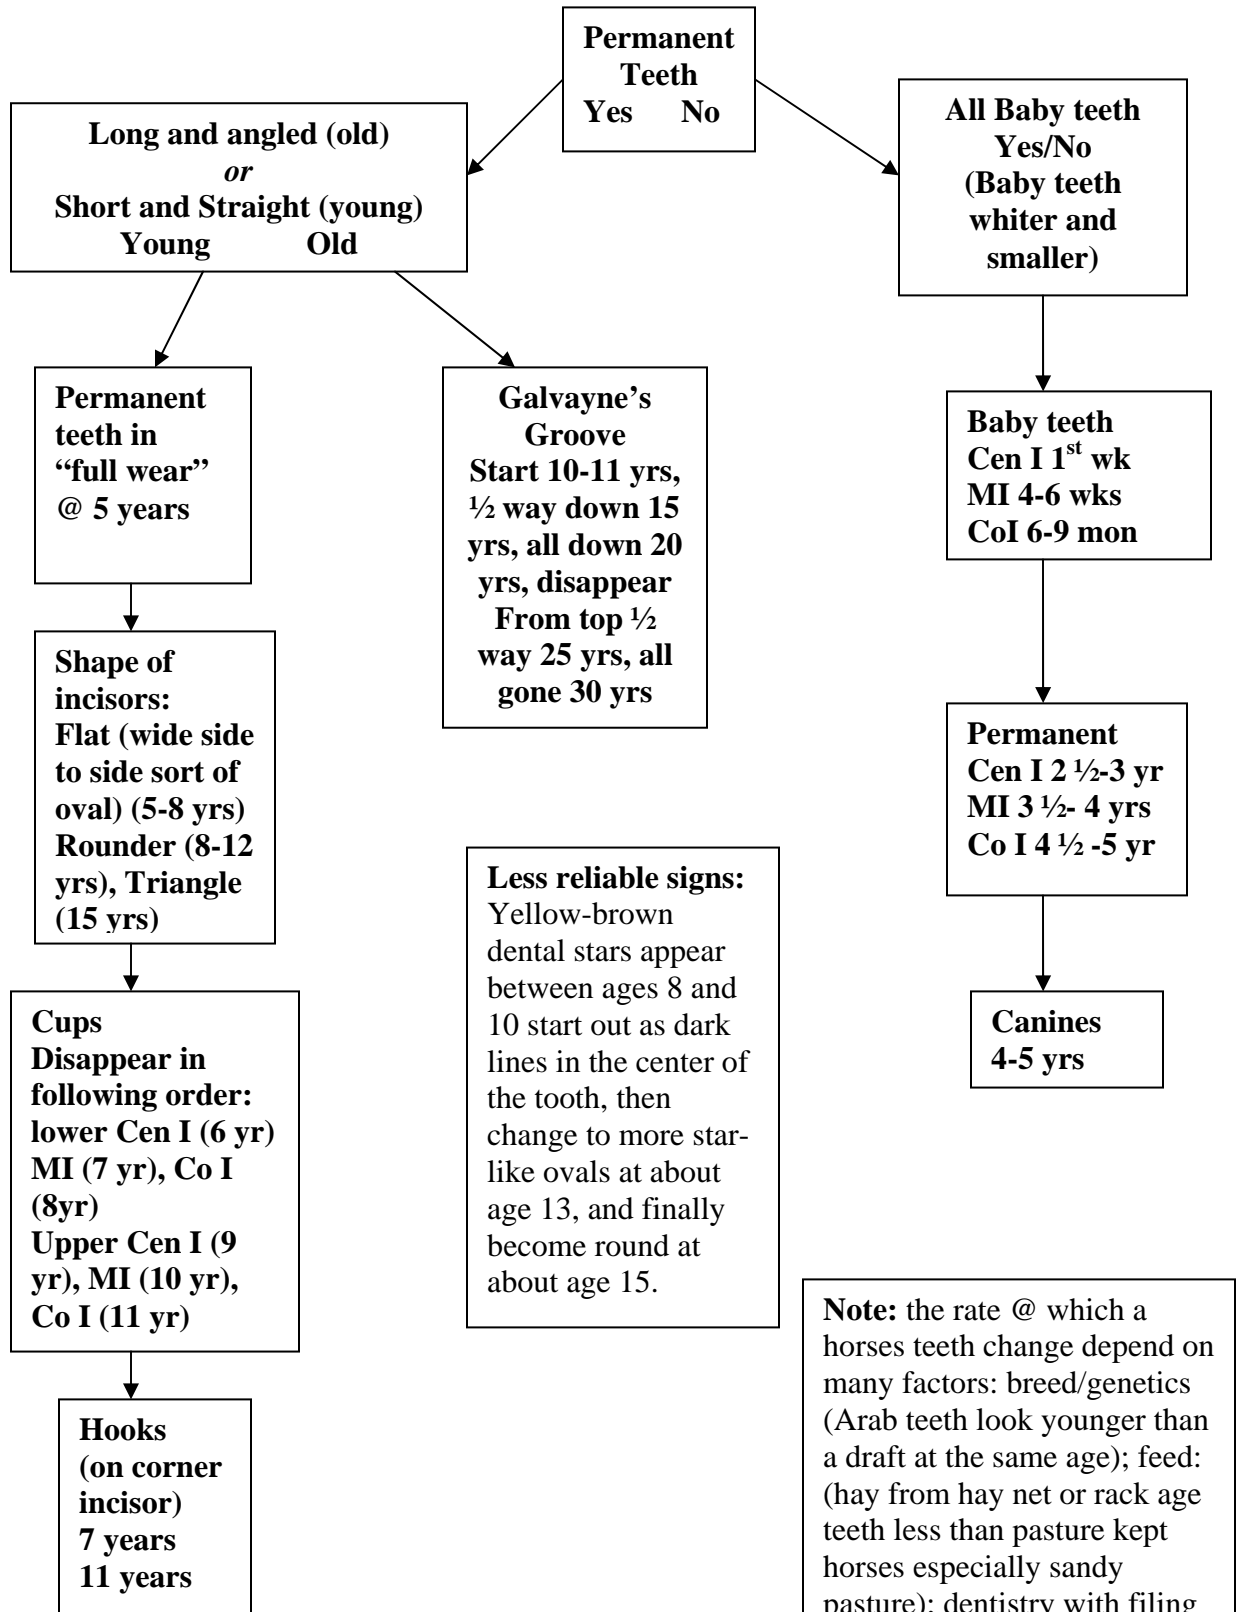 Permanent
Teeth
Yes No
Long and angled (old)
or
Short and Straight (young)
Young Old
All Baby teeth
Yes/No
(Baby teeth
whiter and
smaller)
Permanent
teeth in
“full wear”
@ 5 years
Galvayne’s
Groove
Start 10-11 yrs,
½ way down 15
yrs, all down 20
yrs, disappear
From top ½
way 25 yrs, all
gone 30 yrs
Baby teeth
Cen I 1st wk
MI 4-6 wks
CoI 6-9 mon
Shape of
incisors:
Flat (wide side
to side sort of
oval) (5-8 yrs)
Rounder (8-12
yrs), Triangle
(15 yrs)
Permanent
Cen I 2 ½-3 yr
MI 3 ½- 4 yrs
Co I 4 ½ -5 yr
Less reliable signs:
Yellow-brown
dental stars appear
between ages 8 and
10 start out as dark
lines in the center of
the tooth, then
change to more star-
like ovals at about
age 13, and finally
become round at
about age 15.
Cups
Disappear in
following order:
lower Cen I (6 yr)
MI (7 yr), Co I
(8yr)
Upper Cen I (9
yr), MI (10 yr),
Co I (11 yr)
Canines
4-5 yrs
Hooks
(on corner
incisor)
7 years
11 years
Note: the rate @ which a
horses teeth change depend on
many factors: breed/genetics
(Arab teeth look younger than
a draft at the same age); feed:
(hay from hay net or rack age
teeth less than pasture kept
horses especially sandy
pasture); dentistry with filing